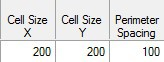 Cell Size Cell Size Perimeter
X Y Spacing
200 200 100